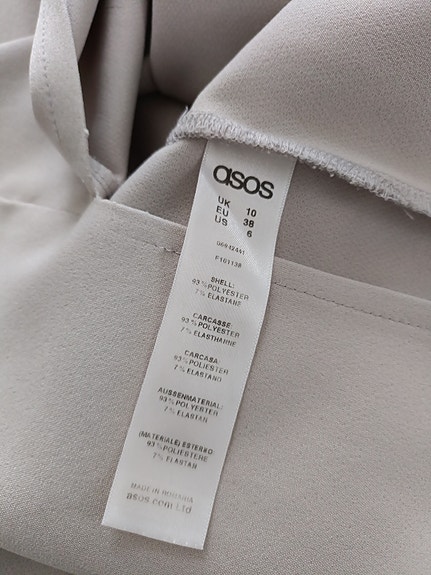 asos
UK 10
EU 38
US 6
F161138
SHELL:
93% POLYESTER
7% ELASTANE
CARCASSE:
93% POLYESTER
7% ELASTHANNE
CARCASA:
93% POLIESTER
7% ELASTANO
AUSSENMATERIAL:
93% POLYESTER
7% ELASTAN
(MATERIALE) ESTERNO:
93% POLIESTERE
7% ELASTAN
MADE IN ROMANIA
asos.com Ltd